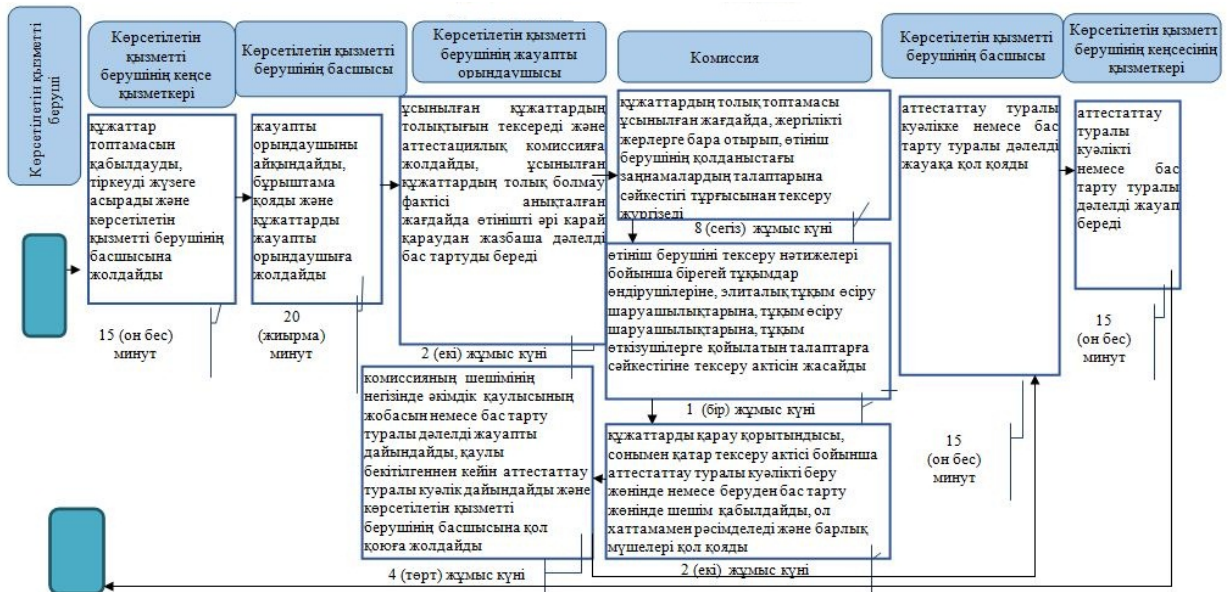 Көрсетілетін қызметті
беруші
Көрсетілетін
қызметті
берушінің кеңсе
қызметкері
Көрсетілетін қызметті
берушінің басшысы
Көрсетілетін қызметті
берушінің жауапты
орындаушысы
Комиссия
Көрсетілетін қызметті
берушінің басшысы
Көрсетілетін қызметт
берушінің кеңсесінің
қызметкері
құжаттар
топтамасын
қабылдауды,
тіркеуді жүзеге
асырады және
көрсетілетін
қызметті берушінің
басшысына
жолдайды
15 (он бес)
минут
жауапты
орындаушыны
айқындайды,
бұрыштама
қояды және
құжаттарды
жауапты
орындаушыға
жолдайды
20
(жиырма)
минут
ұсынылған құжаттардың
толықтығын тексереді және
аттестациялық комиссияға
жолдайды, ұсынылған
құжаттардың толық болмау
фактісі анықталған
жағдайда өтінішті әрі қарай
қараудан жазбаша дәлелді
бас тартуды береді
2 (екі) жұмыс күні
құжаттардың толық топтамасы
ұсынылған жағдайда, жергілікті
жерлерге бара отырып, өтініш
берушінің қолданыстағы
заңнамалардың талаптарына
сәйкестігі тұрғысынан тексеру
жүргізеді
8 (сегіз) жұмыс күні
өтініш берушіні тексеру нәтижелері
бойынша бірегей тұқымдар
өндірушілеріне, элиталық тұқым өсіру
шаруашылықтарына, тұқым өсіру
шаруашылықтарына, тұқым
өткізушілерге қойылатын талаптарға
сәйкестігіне тексеру актісін жасайды
1 (бір) жұмыс күні
құжаттарды қарау қорытындысы,
сонымен қатар тексеру актісі бойынша
аттестаттау туралы куәлікті беру
жөнінде немесе беруден бас тарту
жөнінде шешім қабылдайды, ол
хаттамамен рәсімделеді және барлық
мүшелері қол қояды
2 (екі) жұмыс күні
комиссияның шешімінің
негізінде әкімдік қаулысының
жобасын немесе бас тарту
туралы дәлелді жауапты
дайындайды, қаулы
бекітілгеннен кейін аттестаттау
туралы куәлік дайындайды және
көрсетілетін қызметті
берушінің басшысына қол
қоюға жолдайды
4 (төрт) жұмыс күні
аттестаттау туралы
куәлікке немесе бас
тарту туралы дәлелді
жауақа қол қояды
15
(он бес)
минут
аттестаттау
туралы
куәлікті
немесе бас
тарту туралы
дәлелді жауап
береді
15
(он бес)
минут